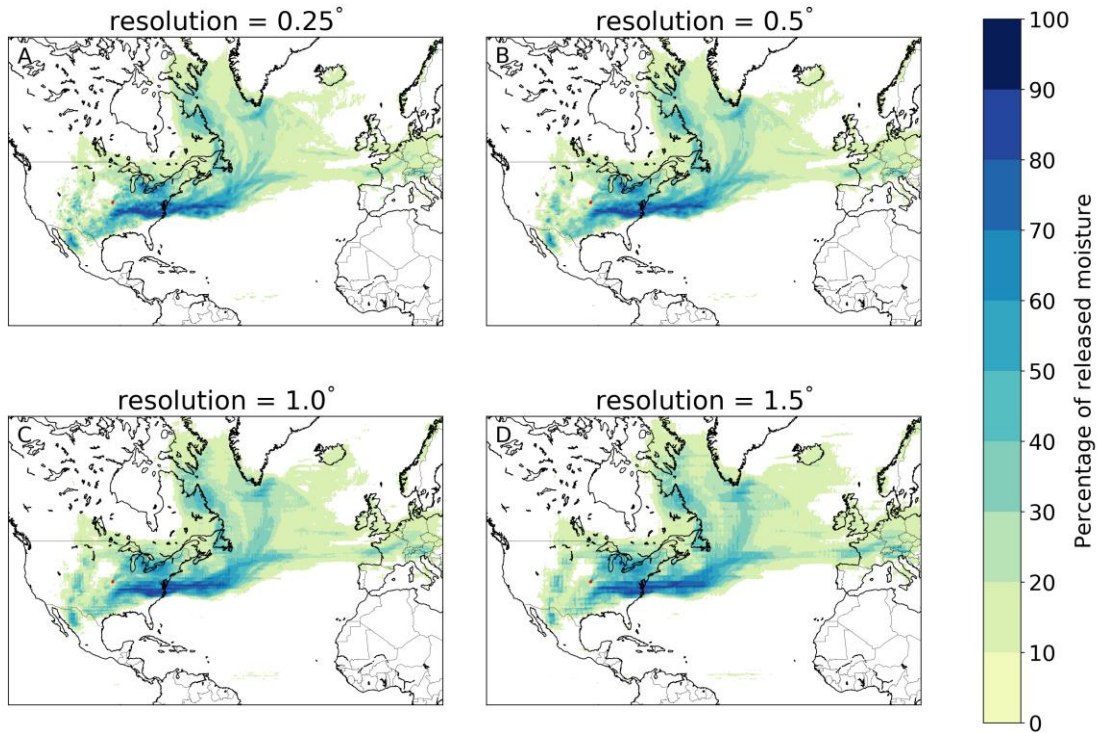 resolution = 0.25°
resolution = 0.5°
A
B
resolution = 1.0°
resolution = 1.5°
C
D
100
90
80
70
60
50
40
30
20
10
0
Percentage of released moisture